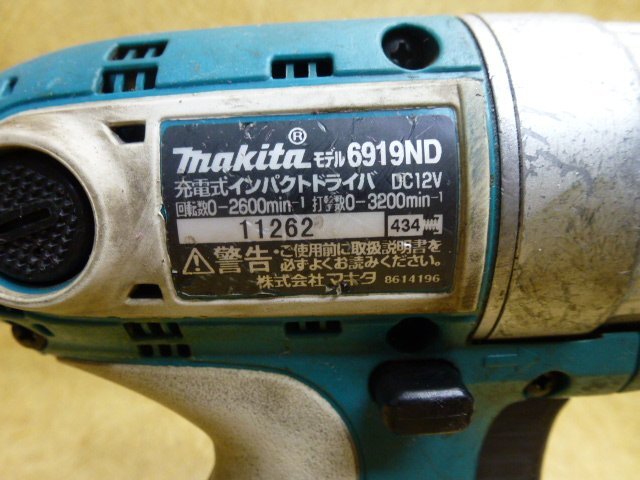 makita® モデル 6919ND
充電式インパクトドライバ DC12V
回転数0-2600min-1 打撃数0-3200min-1
11262 434
警告 ・ご使用前に取扱説明書を
必ずよくお読みください。
株式会社マキタ 8614196